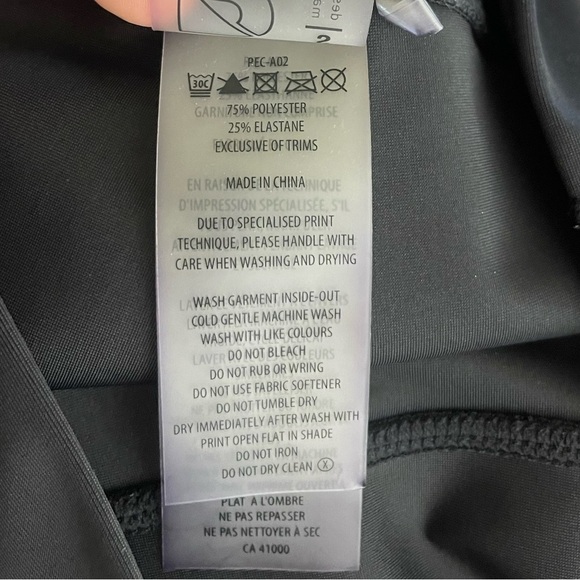 2
PEC-A02
30C
75% POLYESTER
25% ELASTANE
EXCLUSIVE OF TRIMS
MADE IN CHINA
DUE TO SPECIALISED PRINT
TECHNIQUE, PLEASE HANDLE WITH
CARE WHEN WASHING AND DRYING
WASH GARMENT INSIDE-OUT
COLD GENTLE MACHINE WASH
WASH WITH LIKE COLOURS
DO NOT BLEACH
DO NOT RUB OR WRING
DO NOT USE FABRIC SOFTENER
DO NOT TUMBLE DRY
DRY IMMEDIATELY AFTER WASH WITH
PRINT OPEN FLAT IN SHADE
DO NOT IRON
DO NOT DRY CLEAN X
PLAT À L'OMBRE
NE PAS REPASSER
NE PAS NETTOYER À SEC
CA 41000